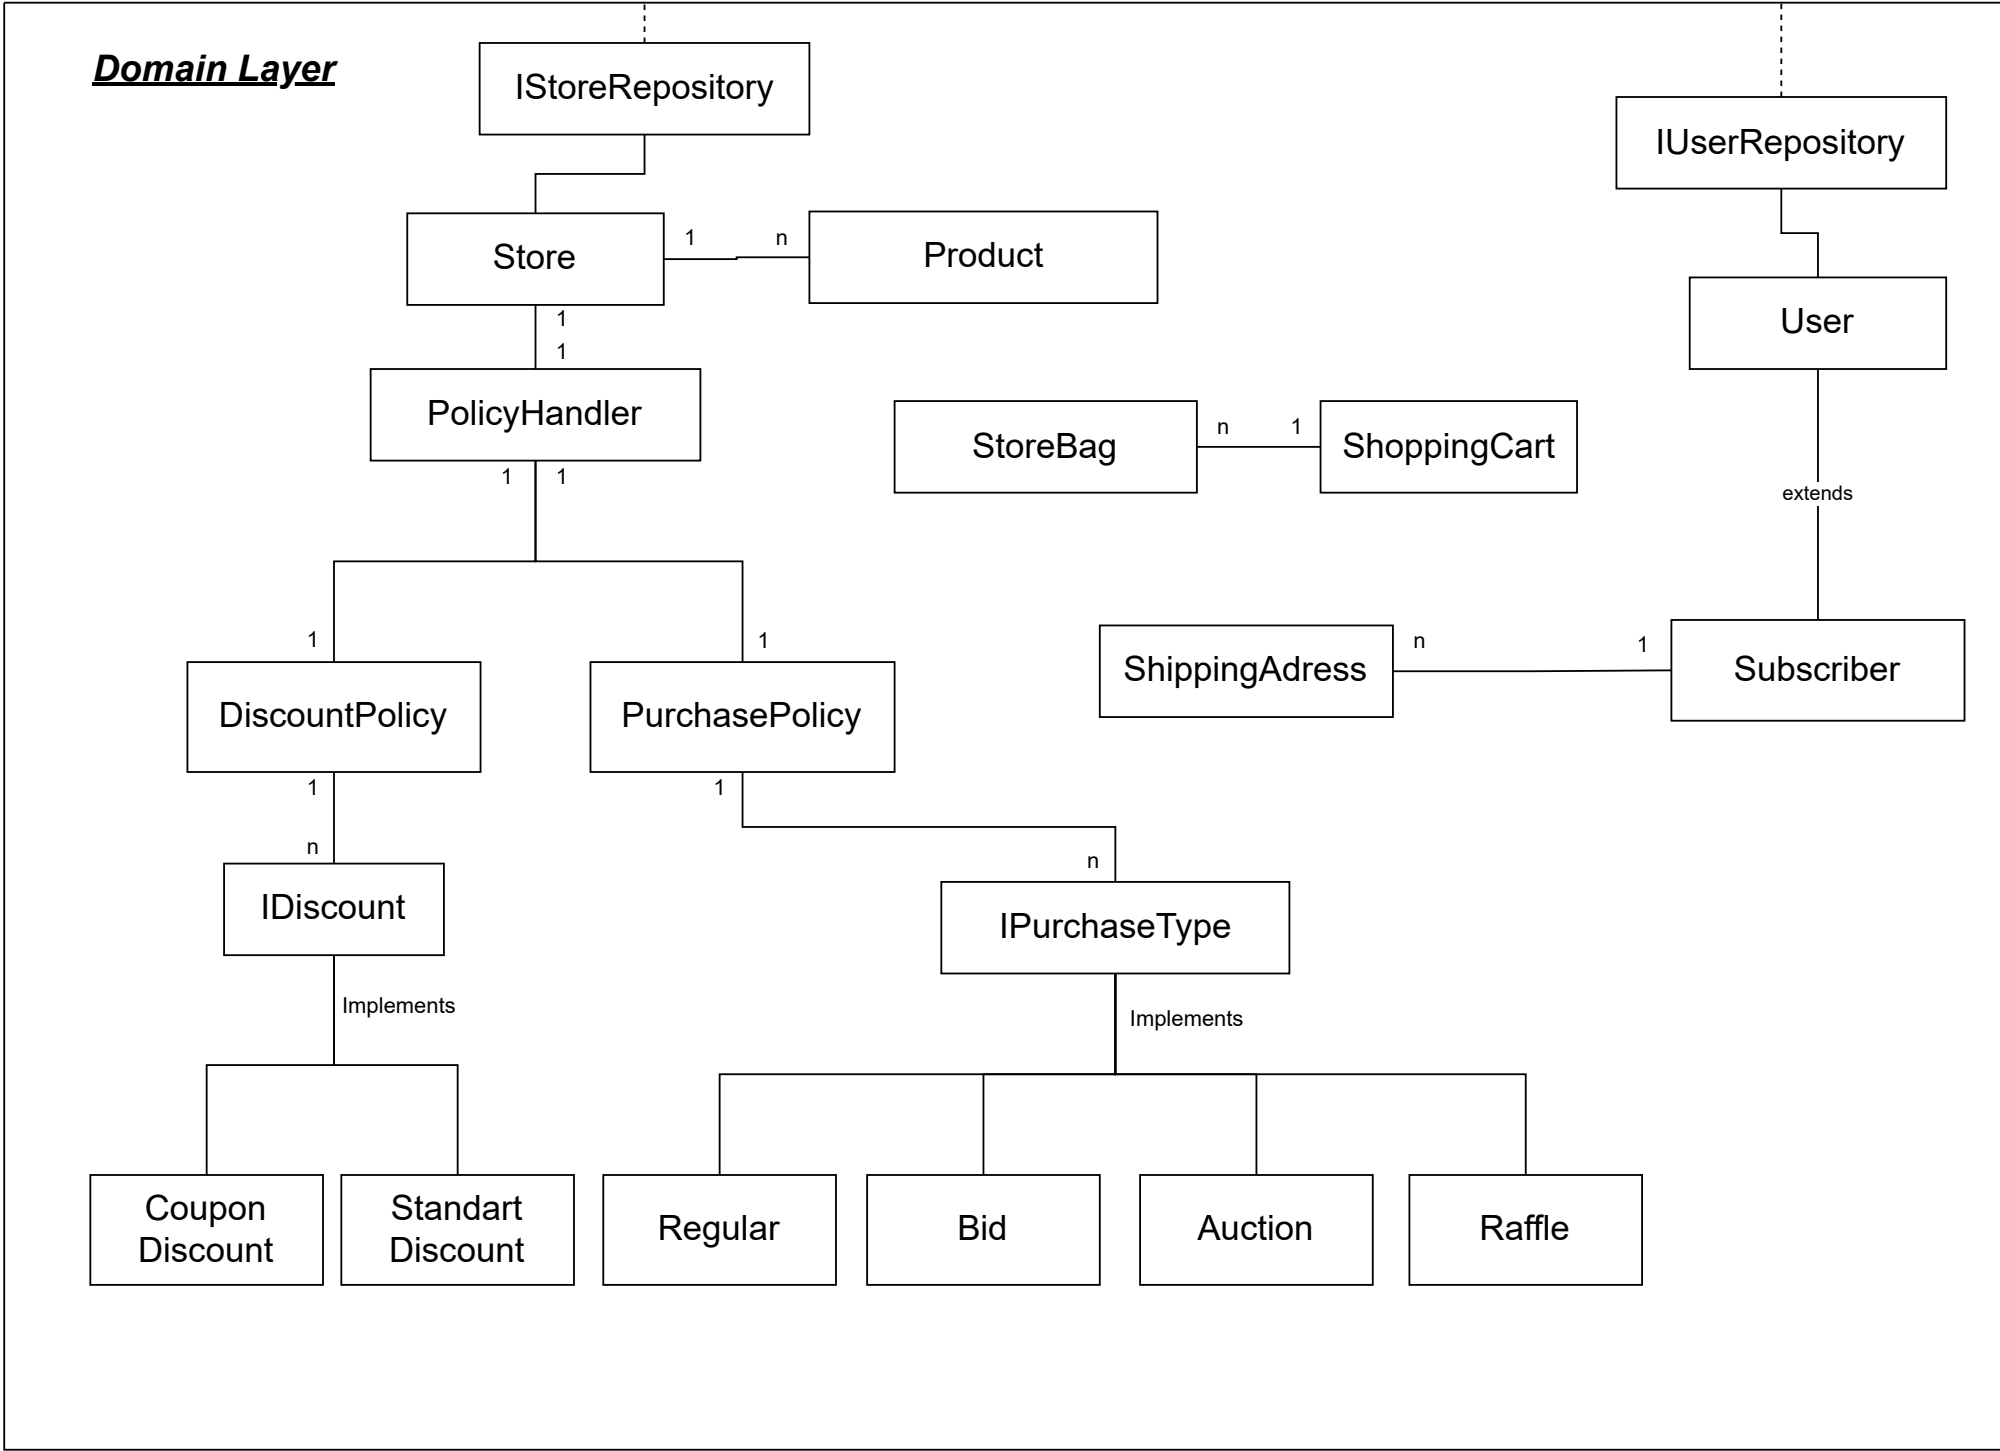 Domain Layer
IStoreRepository
IUserRepository
Store
1
n
Product
User
1
1
PolicyHandler
StoreBag
n
1
ShoppingCart
1
1
extends
1
1
ShippingAdress
n
1
Subscriber
DiscountPolicy
PurchasePolicy
1
1
n
n
IDiscount
IPurchaseType
Implements
Implements
Coupon
Discount
Standart
Discount
Regular
Bid
Auction
Raffle